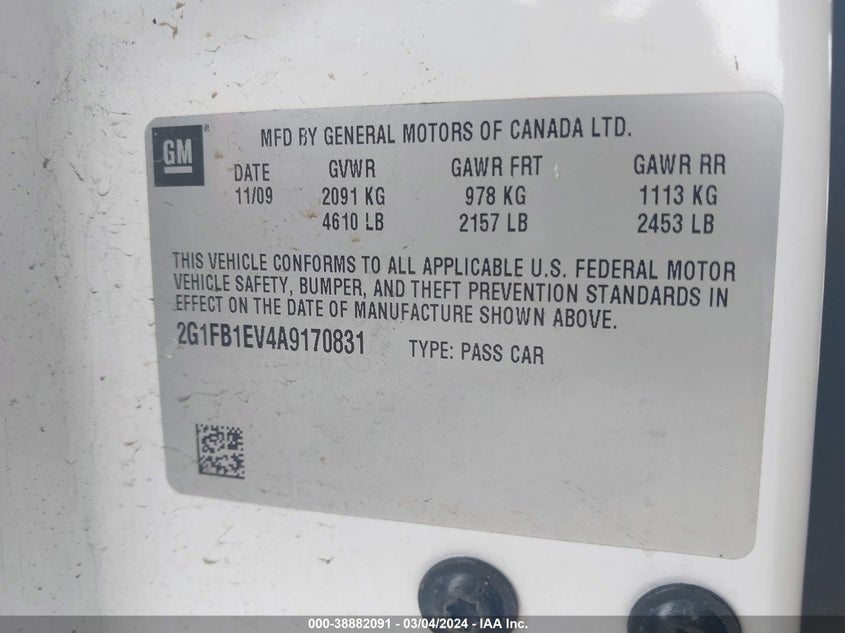 GM ®
MFD BY GENERAL MOTORS OF CANADA LTD.
DATE GVWR GAWR FRT GAWR RR
11/09 2091 KG 978 KG 1113 KG
4610 LB 2157 LB 2453 LB
THIS VEHICLE CONFORMS TO ALL APPLICABLE U.S. FEDERAL MOTOR
VEHICLE SAFETY, BUMPER, AND THEFT PREVENTION STANDARDS IN
EFFECT ON THE DATE OF MANUFACTURE SHOWN ABOVE.
2G1FB1EV4A9170831 TYPE: PASS CAR
000-38882091 - 03/04/2024 - IAA Inc.